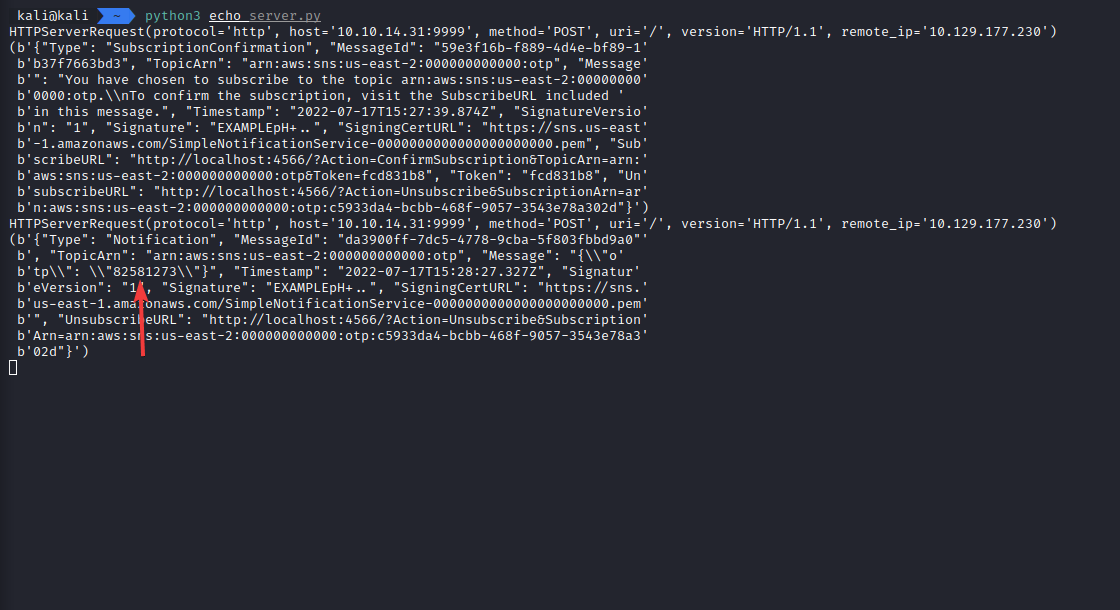 kali@kali ~ python3 echo_server.py
HTTPServerRequest(protocol='http', host='10.10.14.31:9999', method='POST', uri='/', version='HTTP/1.1', remote_ip='10.129.177.230')
(b'{"Type": "SubscriptionConfirmation", "MessageId": "59e3f16b-f889-4d4e-bf89-1'
b'b37f7663bd3", "TopicArn": "arn:aws:sns:us-east-2:000000000000:otp", "Message'
b'": "You have chosen to subscribe to the topic arn:aws:sns:us-east-2:00000000'
b'0000:otp.\\nTo confirm the subscription, visit the SubscribeURL included '
b'in this message.", "Timestamp": "2022-07-17T15:27:39.874Z", "SignatureVersio'
b'n": "1", "Signature": "EXAMPLEpH+..", "SigningCertURL": "https://sns.us-east'
b'-1.amazonaws.com/SimpleNotificationService-0000000000000000000000.pem", "Sub'
b'scribeURL": "http://localhost:4566/?Action=ConfirmSubscription&TopicArn=arn:'
b'aws:sns:us-east-2:000000000000:otp&Token=fcd831b8", "Token": "fcd831b8", "Un'
b'subscribeURL": "http://localhost:4566/?Action=Unsubscribe&SubscriptionArn=ar'
b'n:aws:sns:us-east-2:000000000000:otp:c5933da4-bcbb-468f-9057-3543e78a302d"}')
HTTPServerRequest(protocol='http', host='10.10.14.31:9999', method='POST', uri='/', version='HTTP/1.1', remote_ip='10.129.177.230')
(b'{"Type": "Notification", "MessageId": "da3900ff-7dc5-4778-9cba-5f803fbbd9a0"'
b', "TopicArn": "arn:aws:sns:us-east-2:000000000000:otp", "Message": "{\\"o'
b'tp\\": \\"82581273\\"}", "Timestamp": "2022-07-17T15:28:27.327Z", "Signatur'
b'eVersion": "1", "Signature": "EXAMPLEpH+..", "SigningCertURL": "https://sns.'
b'us-east-1.amazonaws.com/SimpleNotificationService-0000000000000000000000.pem'
b'", "UnsubscribeURL": "http://localhost:4566/?Action=Unsubscribe&Subscription'
b'Arn=arn:aws:sns:us-east-2:000000000000:otp:c5933da4-bcbb-468f-9057-3543e78a3'
b'02d"}')